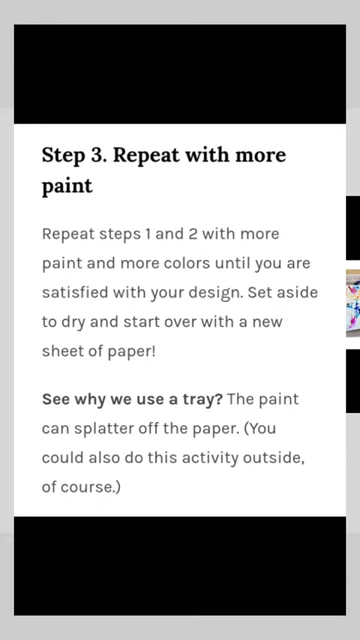 Step 3. Repeat with more
paint
Repeat steps 1 and 2 with more
paint and more colors until you are
satisfied with your design. Set aside
to dry and start over with a new
sheet of paper!
See why we use a tray? The paint
can splatter off the paper. (You
could also do this activity outside,
of course.)